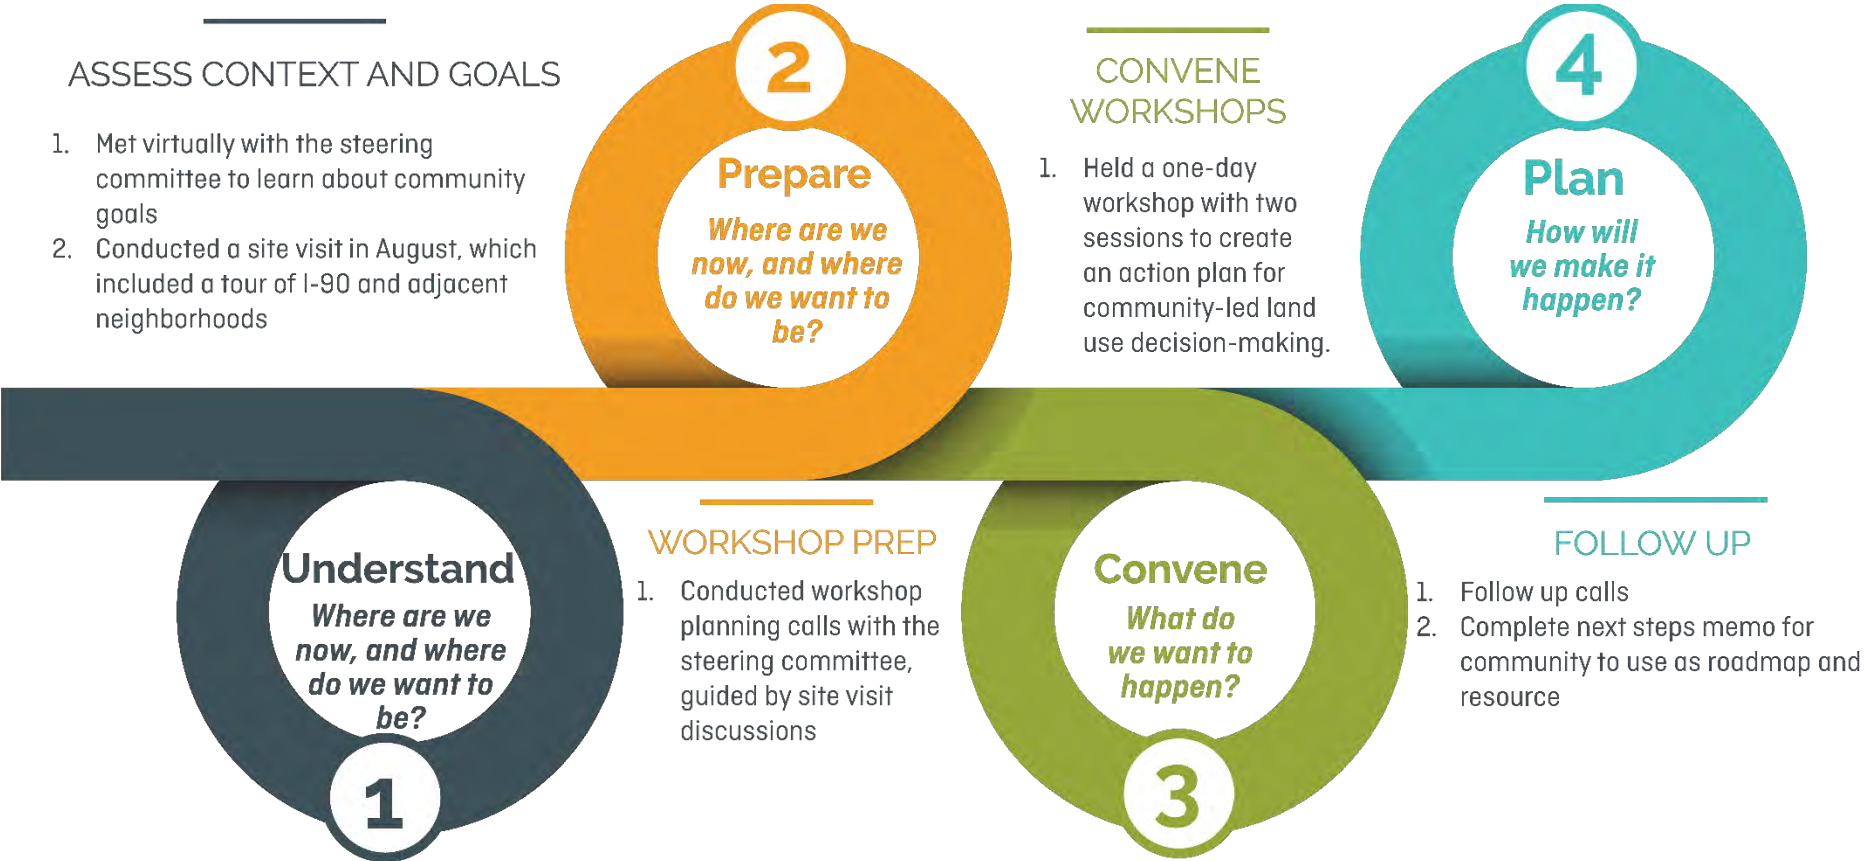 ASSESS CONTEXT AND GOALS
1. Met virtually with the steering
committee to learn about community
goals
2. Conducted a site visit in August, which
included a tour of I-90 and adjacent
neighborhoods
1
Understand
Where are we
now, and where
do we want to
be?
2
Prepare
Where are we
now, and where
do we want to
be?
WORKSHOP PREP
1. Conducted workshop
planning calls with the
steering committee,
guided by site visit
discussions
CONVENE
WORKSHOPS
1. Held a one-day
workshop with two
sessions to create
an action plan for
community-led land
use decision-making.
Convene
What do
we want to
happen?
3
4
Plan
How will
we make it
happen?
FOLLOW UP
1. Follow up calls
2. Complete next steps memo for
community to use as roadmap and
resource